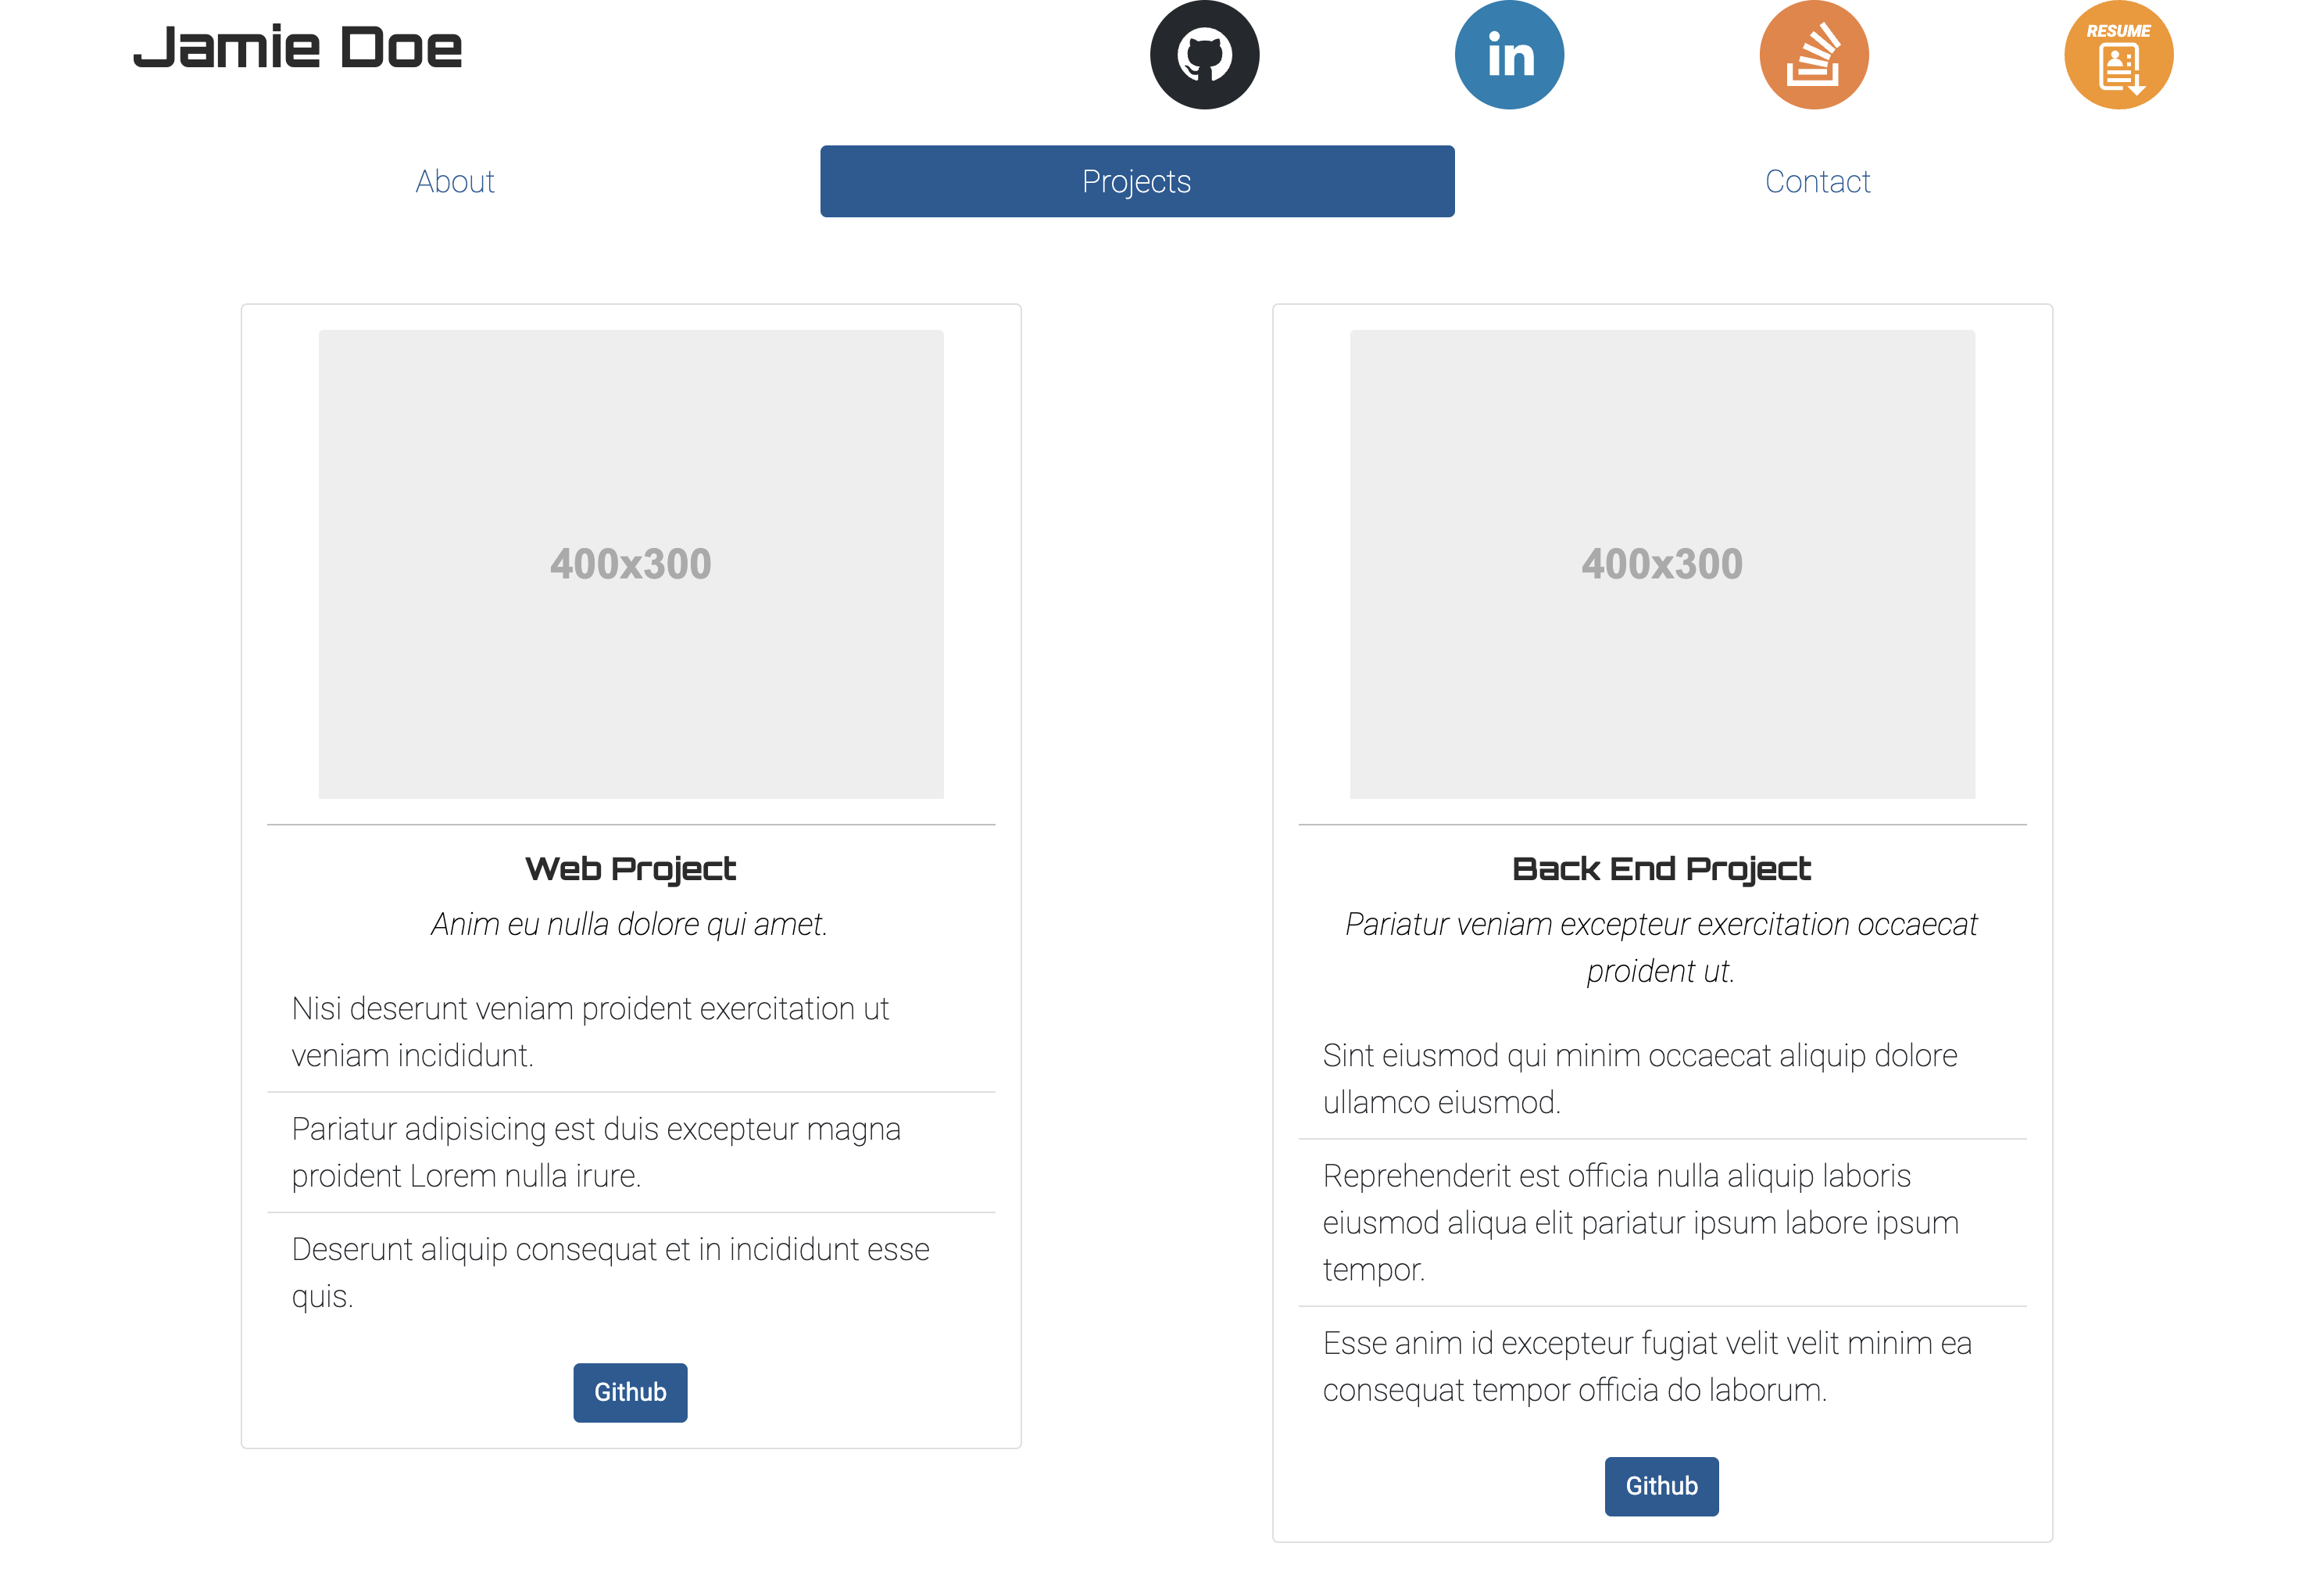 Jamie Doe
in
RESUME
About
Projects
Contact
400x300
Web Project
Anim eu nulla dolore qui amet.
Nisi deserunt veniam proident exercitation ut
veniam incididunt.
Pariatur adipisicing est duis excepteur magna
proident Lorem nulla irure.
Deserunt aliquip consequat et in incididunt esse
quis.
Github
400x300
Back End Project
Pariatur veniam excepteur exercitation occaecat
proident ut.
Sint eiusmod qui minim occaecat aliquip dolore
ullamco eiusmod.
Reprehenderit est officia nulla aliquip laboris
eiusmod aliqua elit pariatur ipsum labore ipsum
tempor.
Esse anim id excepteur fugiat velit velit minim ea
consequat tempor officia do laborum.
Github